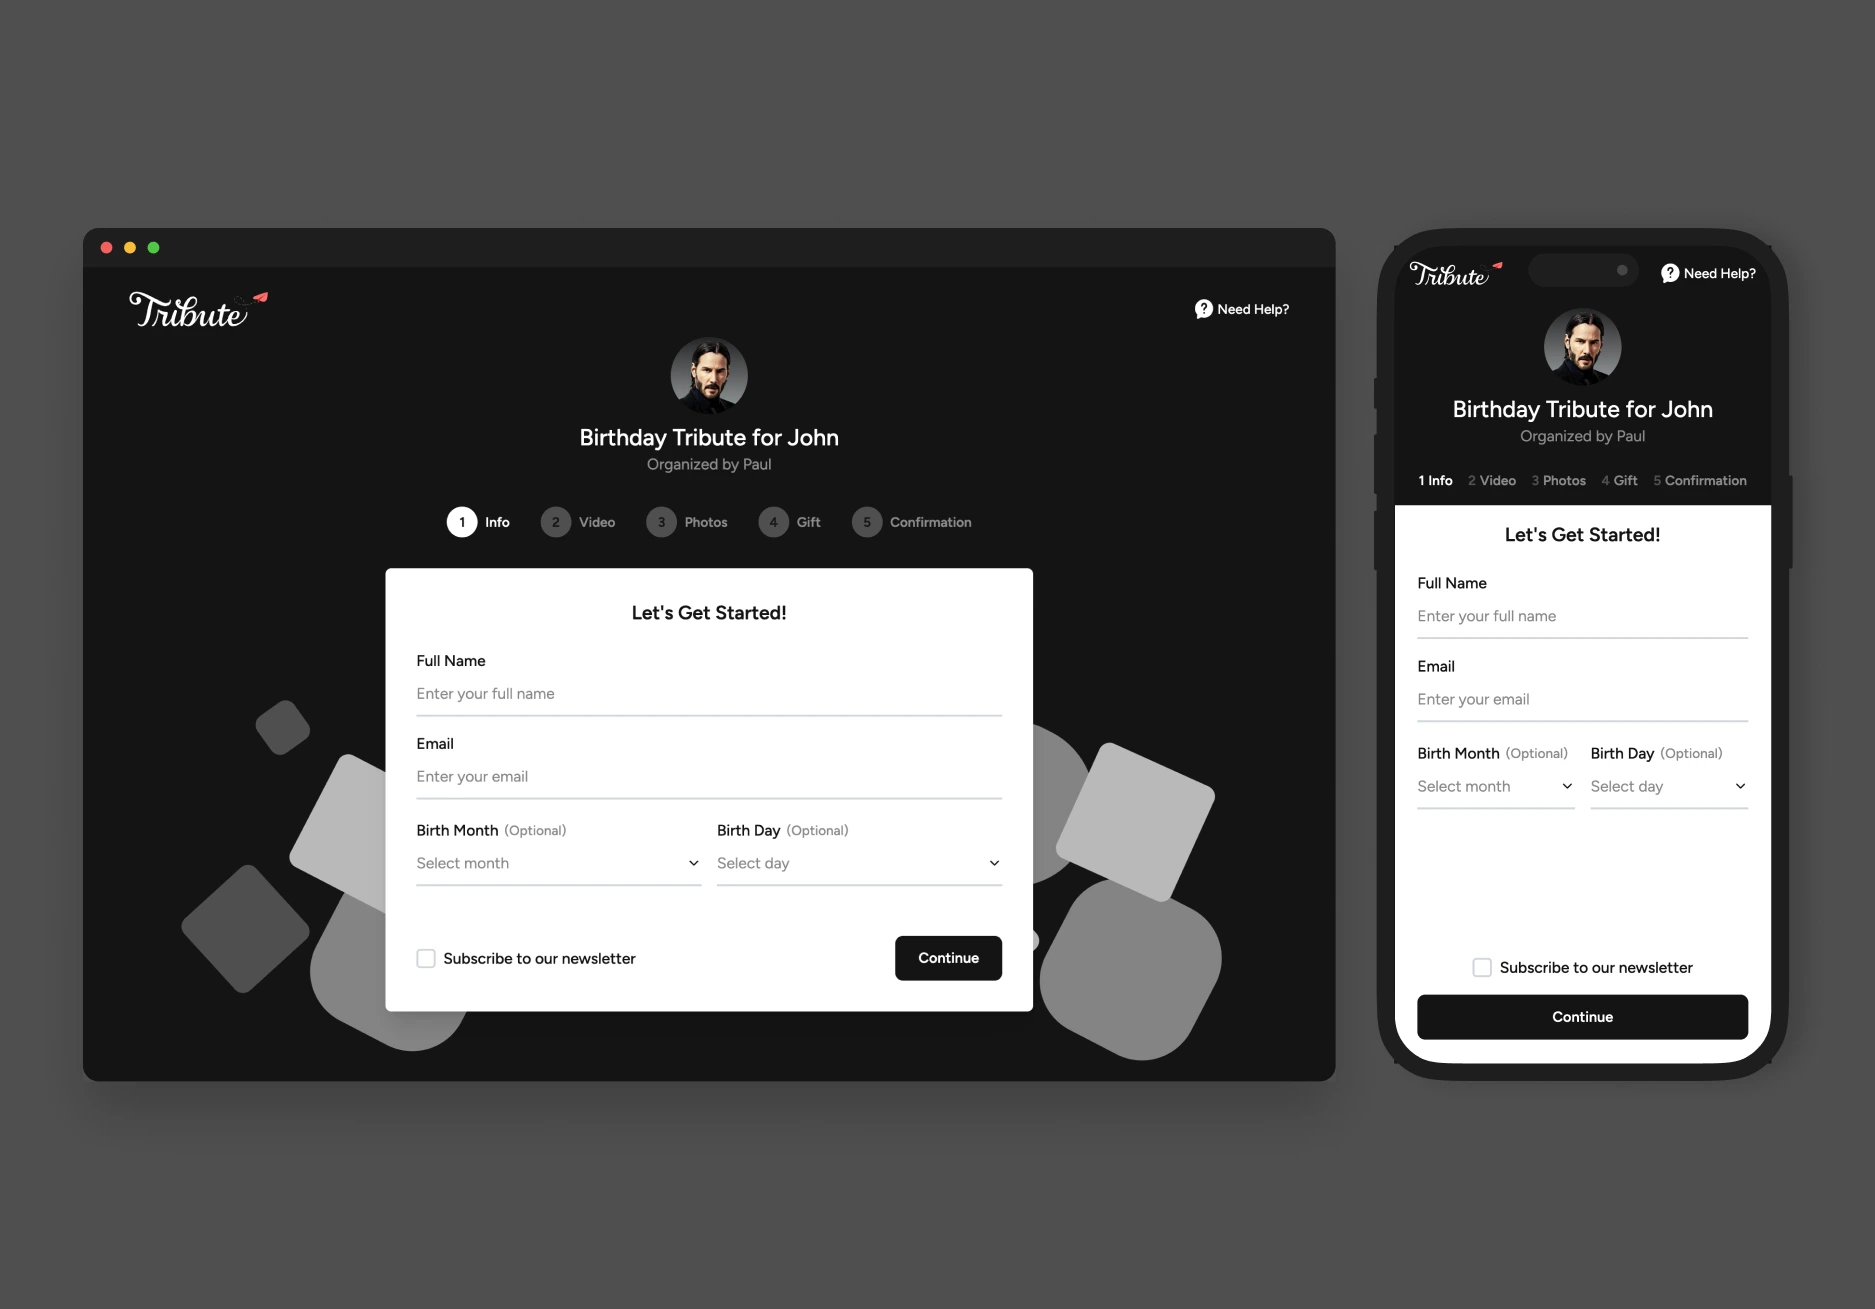 Tribute
Need Help?
Birthday Tribute for John
Organized by Paul
1 Info 2 Video 3 Photos 4 Gift 5 Confirmation
Let's Get Started!
Full Name
Enter your full name
Email
Enter your email
Birth Month (Optional) Birth Day (Optional)
Select month Select day
Subscribe to our newsletter Continue
Tribute
Need Help?
Birthday Tribute for John
Organized by Paul
1 Info 2 Video 3 Photos 4 Gift 5 Confirmation
Let's Get Started!
Full Name
Enter your full name
Email
Enter your email
Birth Month (Optional) Birth Day (Optional)
Select month Select day
Subscribe to our newsletter
Continue